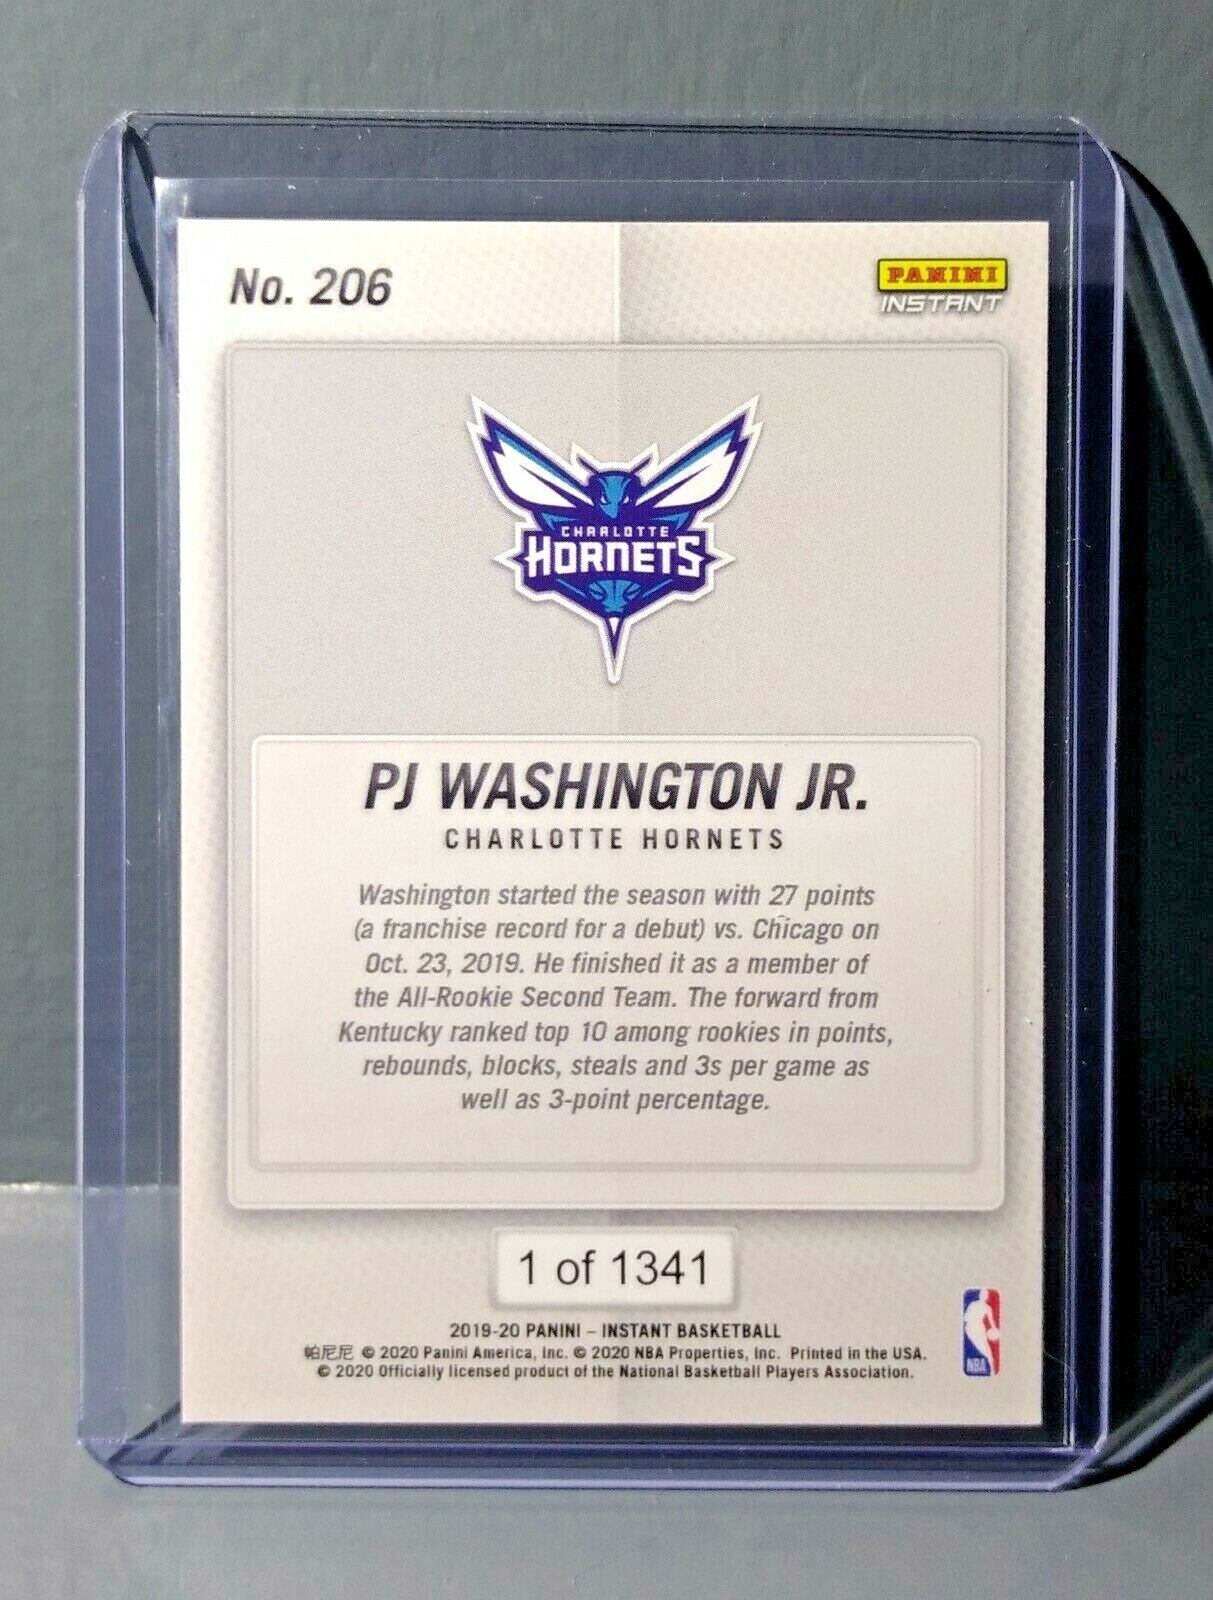 No. 206
PANINI
INSTANT
CHARLOTTE
HORNETS
PJ WASHINGTON JR.
CHARLOTTE HORNETS
Washington started the season with 27 points
(a franchise record for a debut) vs. Chicago on
Oct. 23, 2019. He finished it as a member of
the All-Rookie Second Team. The forward from
Kentucky ranked top 10 among rookies in points,
rebounds, blocks, steals and 3s per game as
well as 3-point percentage.
1 of 1341
2019-20 PANINI – INSTANT BASKETBALL
帕尼尼 © 2020 Panini America, Inc. © 2020 NBA Properties, Inc. Printed in the USA.
© 2020 Officially licensed product of the National Basketball Players Association.
NBA